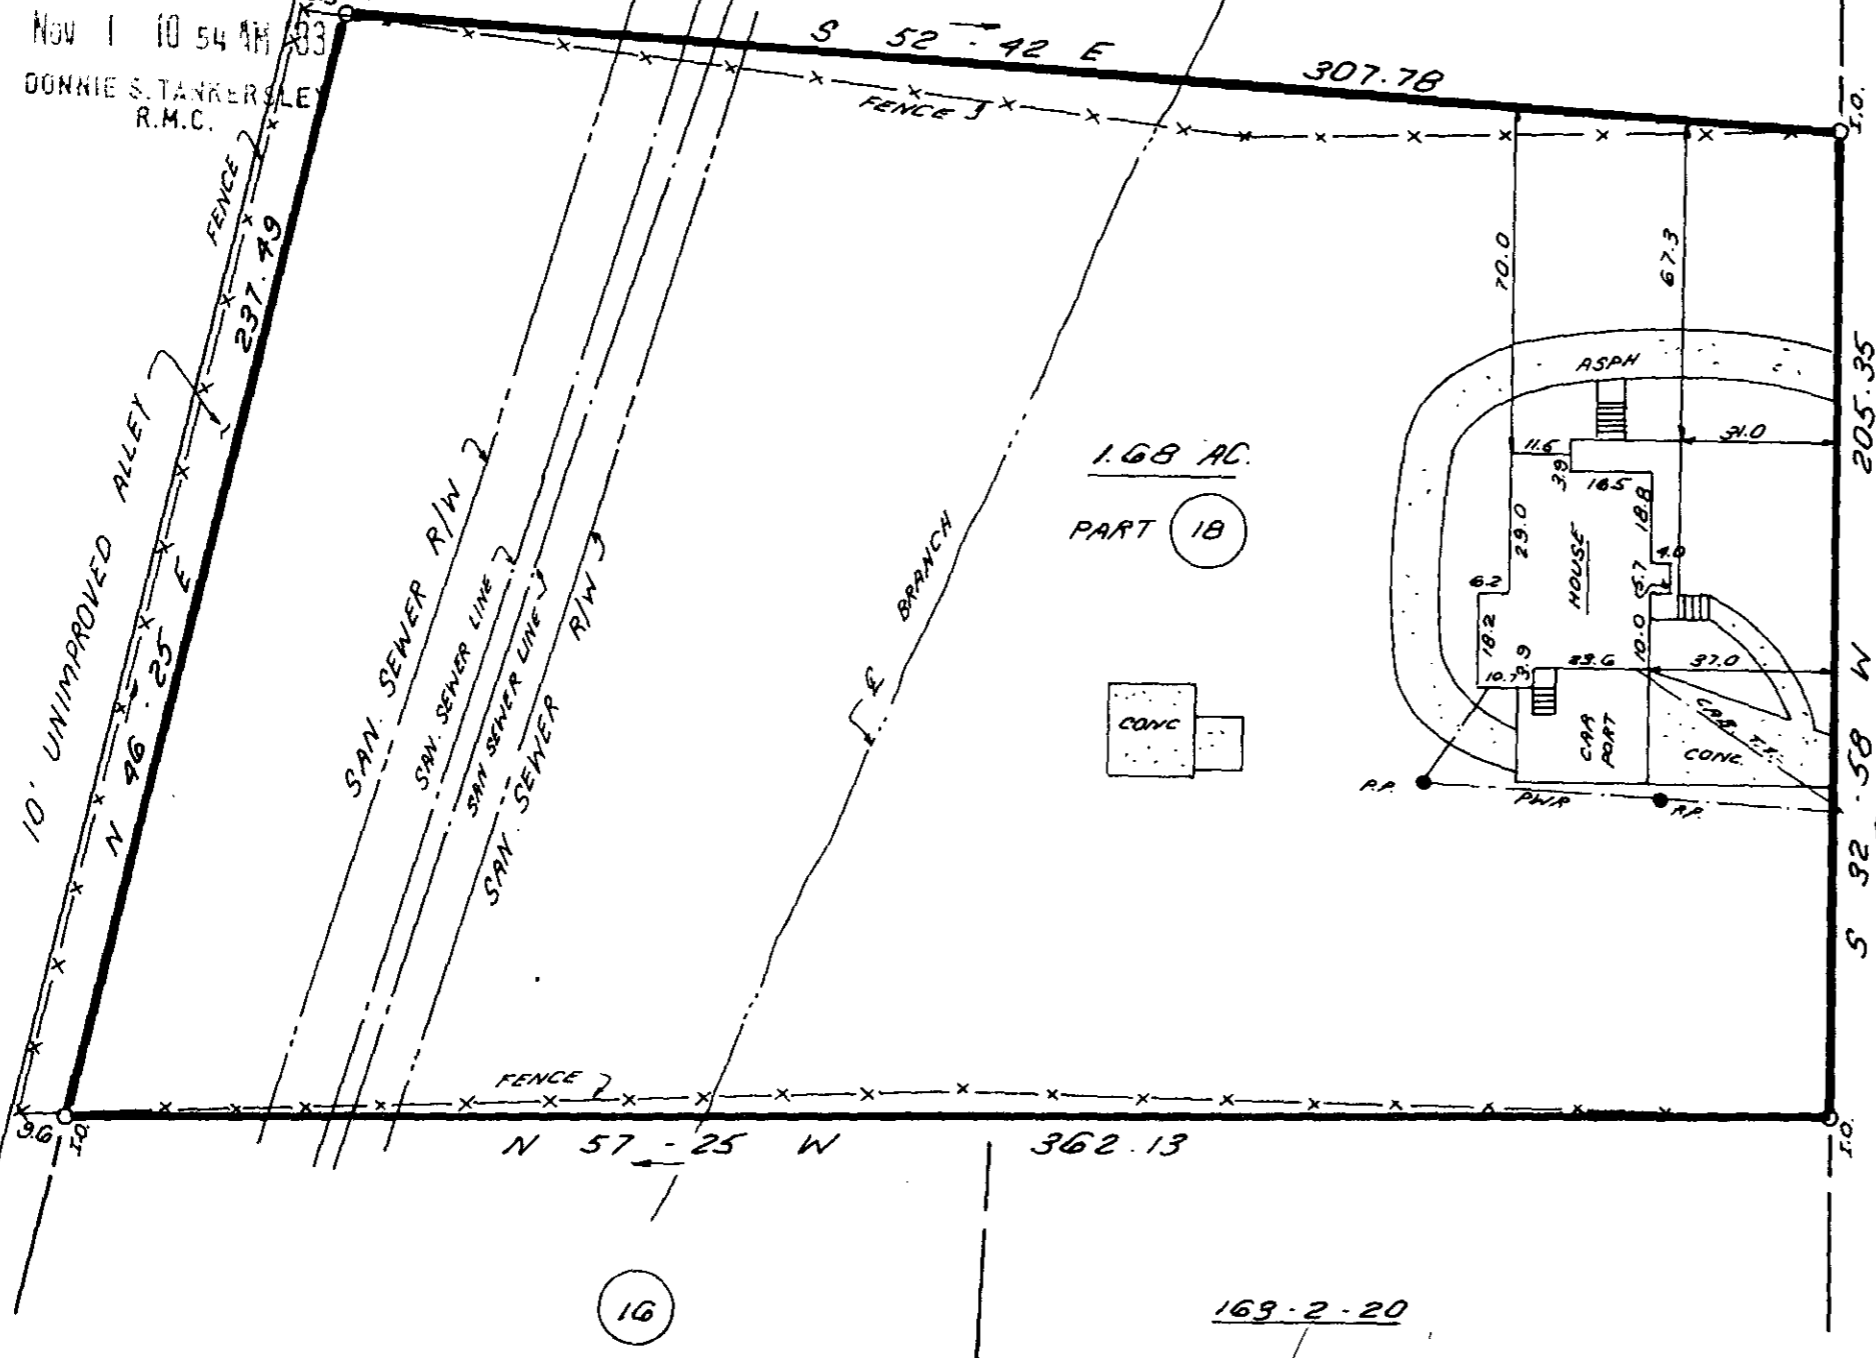 Nov 1 10 54 AM '83
DONNIE S. TANKERSLEY
R.M.C.
S 52-42 E
307.78
I.O.
FENCE
FENCE
237.49
N 46-25 E
10' UNIMPROVED ALLEY
SAN. SEWER R/W
SAN. SEWER LINE
SAN SEWER LINE
SAN. SEWER R/W
BRANCH
℄
1.68 AC.
PART 18
70.0
67.3
ASPH
31.0
11.6
3.9
16.5
18.8
29.0
HOUSE
4.0
5.7
6.2
18.2
10.0
3.9
10.7
23.6
37.0
CAR
PORT
CAB. T.V.
CONC.
CONC
P.P.
PWR
P.P.
205.35
S 32-58 W
FENCE
9.6
I.O.
N 57-25 W
362.13
I.O.
16
169-2-20